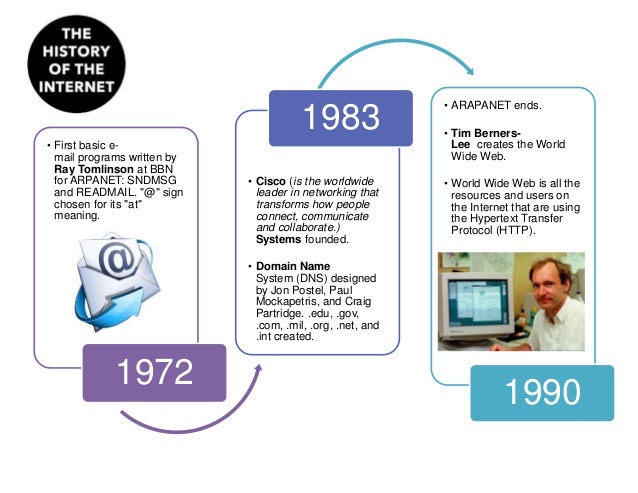 THE
HISTORY
OF THE
INTERNET
• First basic e-
mail programs written by
Ray Tomlinson at BBN
for ARPANET: SNDMSG
and READMAIL. "@" sign
chosen for its "at"
meaning.
@
1972
1983
• Cisco (is the worldwide
leader in networking that
transforms how people
connect, communicate
and collaborate.)
Systems founded.
• Domain Name
System (DNS) designed
by Jon Postel, Paul
Mockapetris, and Craig
Partridge. .edu, .gov,
.com, .mil, .org, .net, and
.int created.
• ARAPANET ends.
• Tim Berners-
Lee creates the World
Wide Web.
• World Wide Web is all the
resources and users on
the Internet that are using
the Hypertext Transfer
Protocol (HTTP).
1990